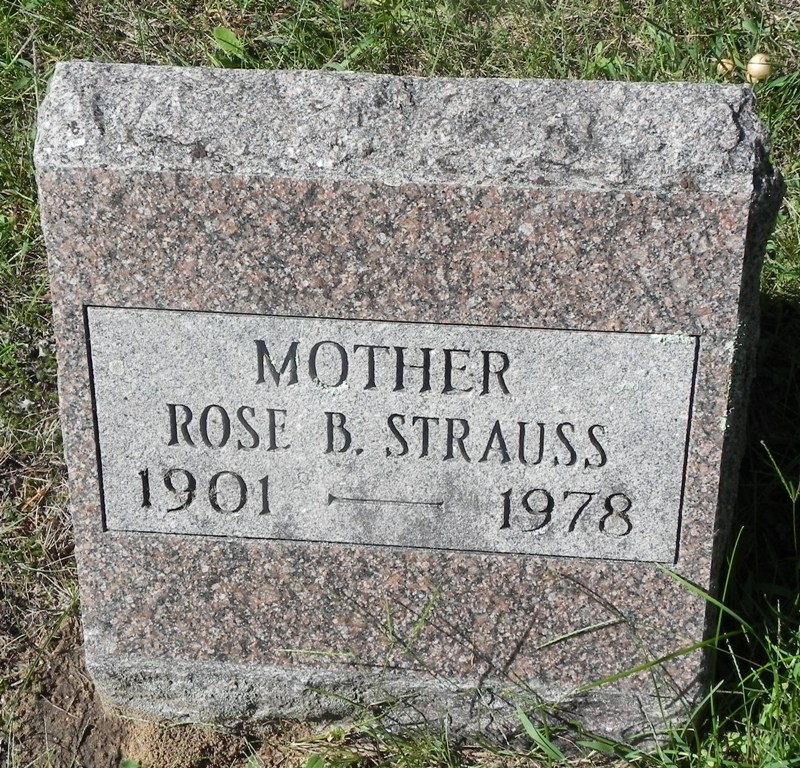 MOTHER
ROSE B. STRAUSS
1901 — 1978